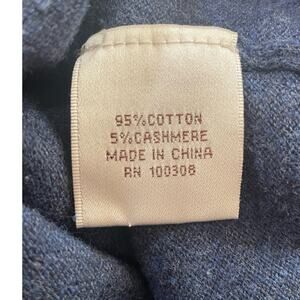 95%COTTON
5%CASHMERE
MADE IN CHINA
RN 100308